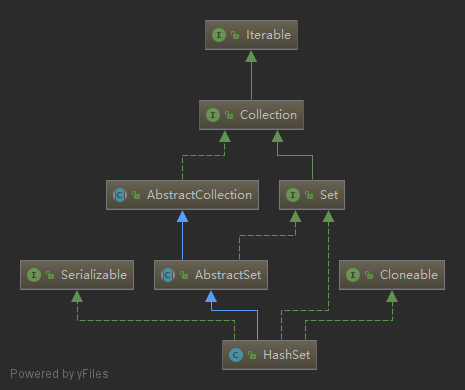 Iterable
Collection
AbstractCollection
Set
Serializable
AbstractSet
Cloneable
HashSet
Powered by yFiles